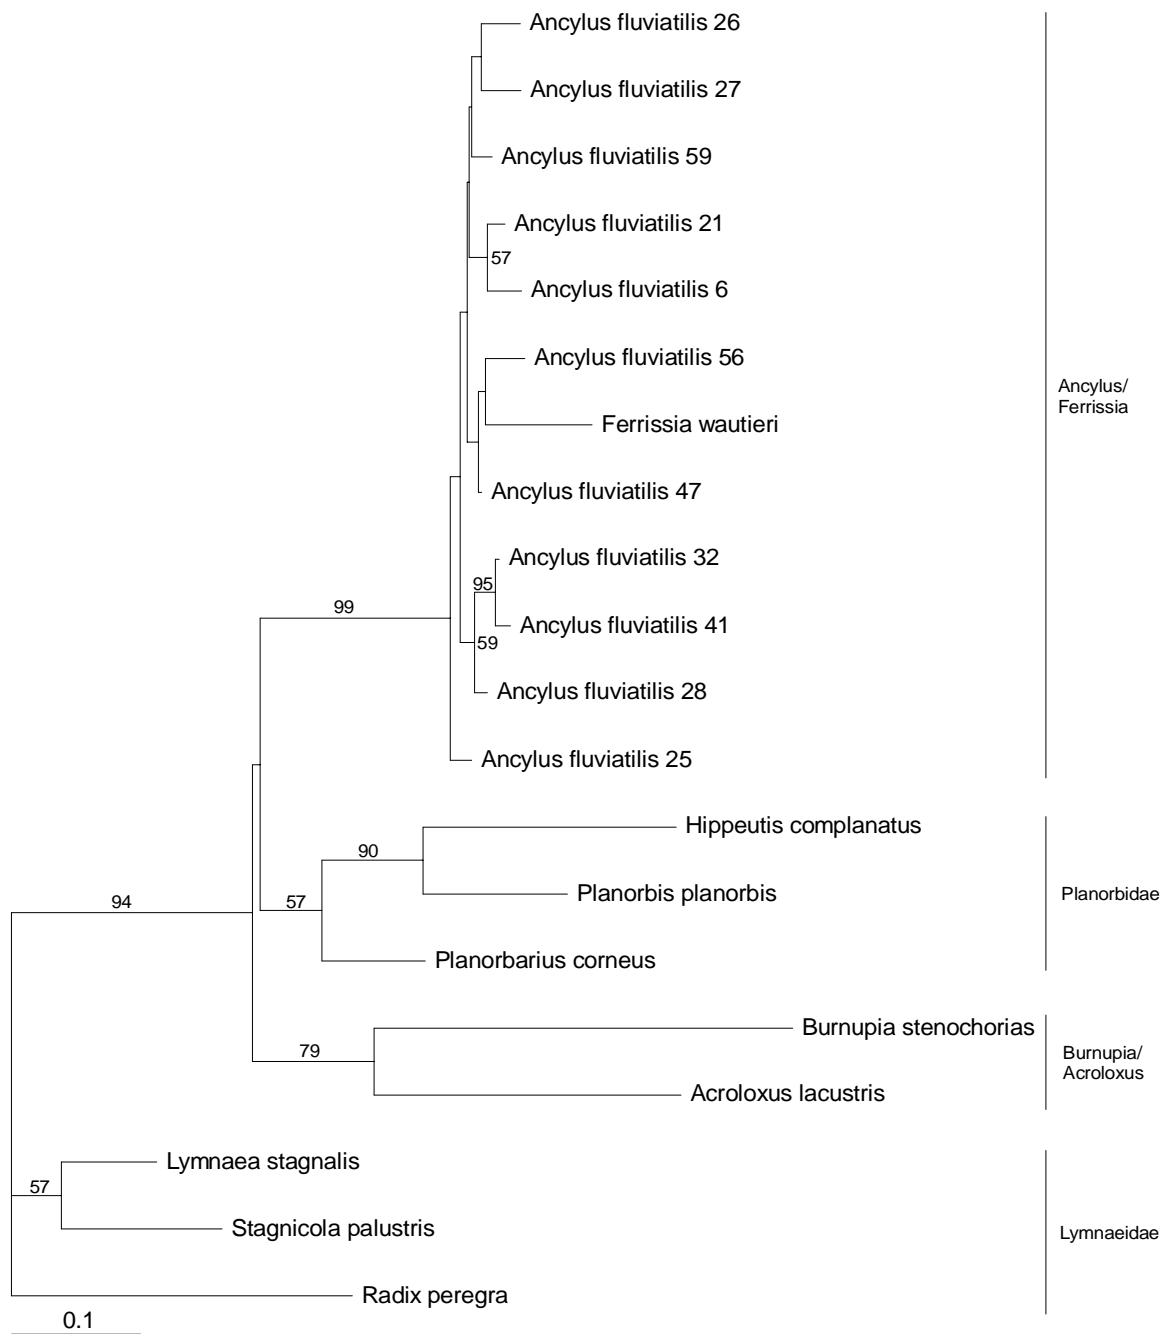 Ancylus fluviatilis 26
Ancylus fluviatilis 27
Ancylus fluviatilis 59
Ancylus fluviatilis 21
57
Ancylus fluviatilis 6
Ancylus fluviatilis 56
Ancylus/
Ferrissia
Ferrissia wautieri
Ancylus fluviatilis 47
Ancylus fluviatilis 32
95
99
Ancylus fluviatilis 41
59
Ancylus fluviatilis 28
Ancylus fluviatilis 25
Hippeutis complanatus
90
Planorbis planorbis
Planorbidae
94
57
Planorbarius corneus
Burnupia stenochorias
79
Burnupia/
Acroloxus
Acroloxus lacustris
Lymnaea stagnalis
57
Stagnicola palustris
Lymnaeidae
Radix peregra
0.1